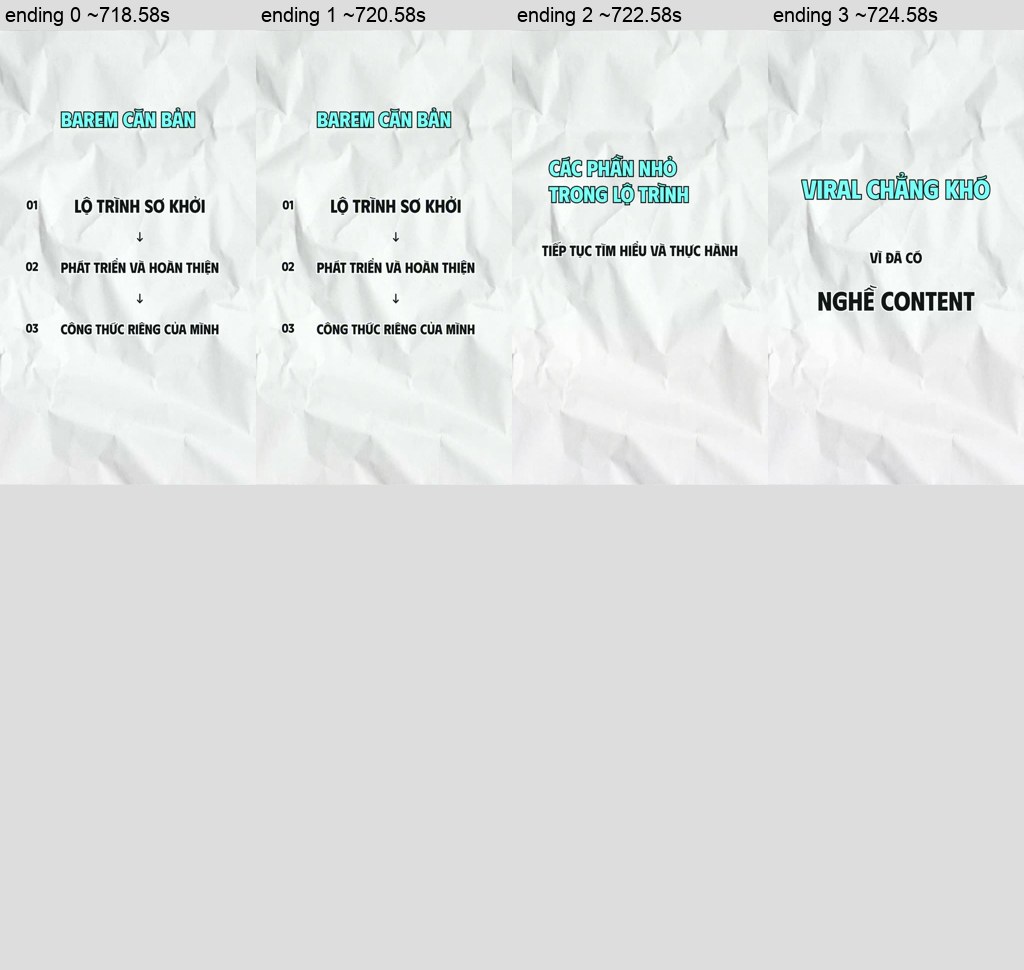 ending 0 ~718.58s
BAREM CĂN BẢN
01 LỘ TRÌNH SƠ KHỞI
↓
02 PHÁT TRIỂN VÀ HOÀN THIỆN
↓
03 CÔNG THỨC RIÊNG CỦA MÌNH
ending 1 ~720.58s
BAREM CĂN BẢN
01 LỘ TRÌNH SƠ KHỞI
↓
02 PHÁT TRIỂN VÀ HOÀN THIỆN
↓
03 CÔNG THỨC RIÊNG CỦA MÌNH
ending 2 ~722.58s
CÁC PHẦN NHỎ
TRONG LỘ TRÌNH
TIẾP TỤC TÌM HIỂU VÀ THỰC HÀNH
ending 3 ~724.58s
VIRAL CHẲNG KHÓ
VÌ ĐÃ CÓ
NGHỀ CONTENT